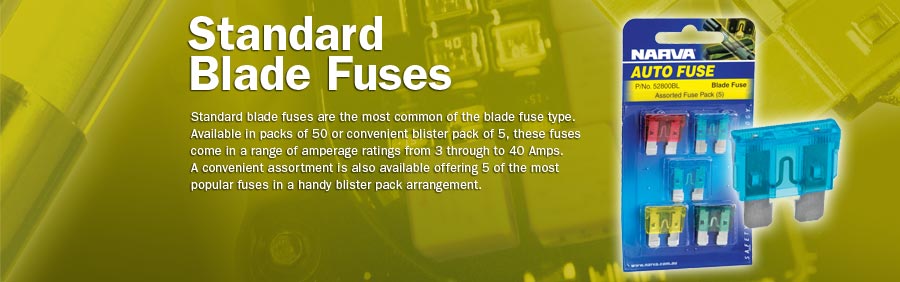 Standard
Blade Fuses
Standard blade fuses are the most common of the blade fuse type.
Available in packs of 50 or convenient blister pack of 5, these fuses
come in a range of amperage ratings from 3 through to 40 Amps.
A convenient assortment is also available offering 5 of the most
popular fuses in a handy blister pack arrangement.
40
NARVA
AUTO FUSE
P/No. 52800BL Blade Fuse
Assorted Fuse Pack (5)
www.narva.com.au